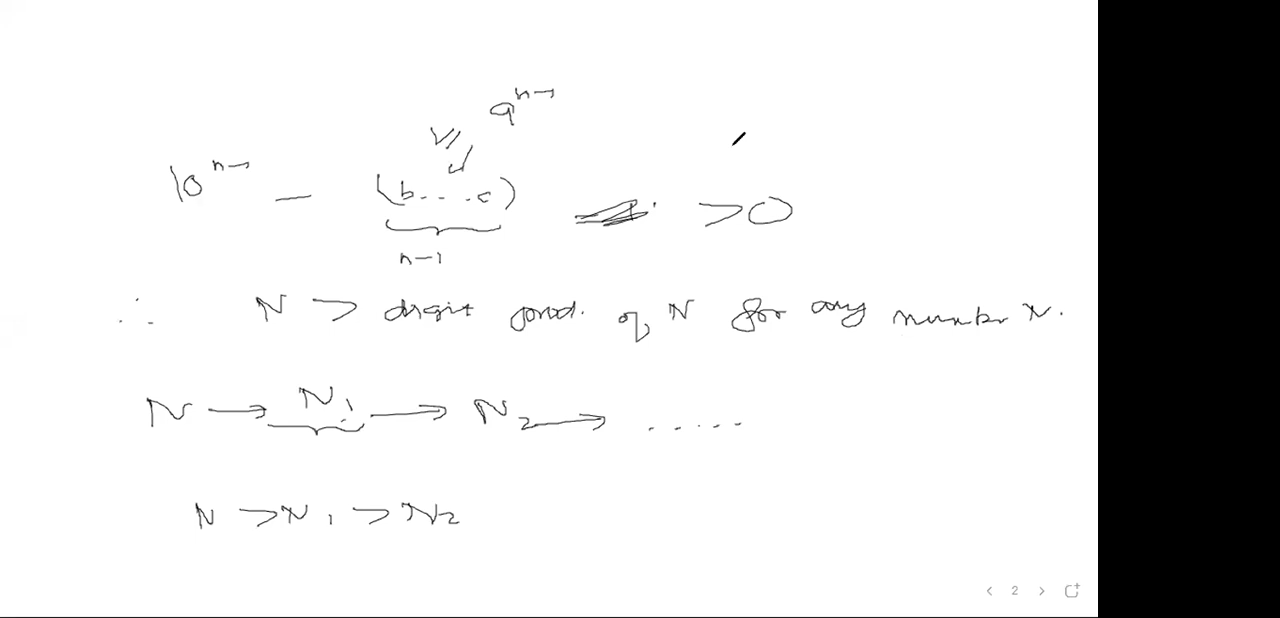 9^{n-1}
10^{n-1} - (b....c) >0
n-1
∴ N > digit prod. of N for any number N.
N → N₁ → N₂ → .....
N > N₁ > N₂
2